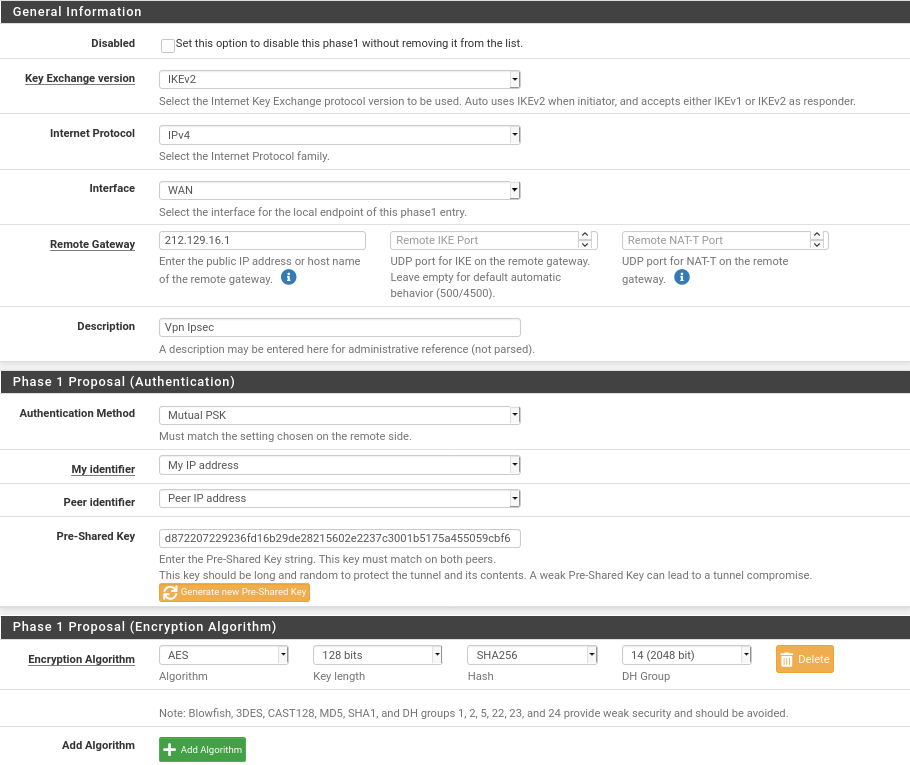 General Information
Disabled
Set this option to disable this phase1 without removing it from the list.
Key Exchange version
IKEv2
Select the Internet Key Exchange protocol version to be used. Auto uses IKEv2 when initiator, and accepts either IKEv1 or IKEv2 as responder.
Internet Protocol
IPv4
Select the Internet Protocol family.
Interface
WAN
Select the interface for the local endpoint of this phase1 entry.
Remote Gateway
212.129.16.1
Enter the public IP address or host name
of the remote gateway.
Remote IKE Port
UDP port for IKE on the remote gateway.
Leave empty for default automatic
behavior (500/4500).
Remote NAT-T Port
UDP port for NAT-T on the remote
gateway.
Description
Vpn Ipsec
A description may be entered here for administrative reference (not parsed).
Phase 1 Proposal (Authentication)
Authentication Method
Mutual PSK
Must match the setting chosen on the remote side.
My identifier
My IP address
Peer identifier
Peer IP address
Pre-Shared Key
d872207229236fd16b29de28215602e2237c3001b5175a455059cbf6
Enter the Pre-Shared Key string. This key must match on both peers.
This key should be long and random to protect the tunnel and its contents. A weak Pre-Shared Key can lead to a tunnel compromise.
Generate new Pre-Shared Key
Phase 1 Proposal (Encryption Algorithm)
Encryption Algorithm
AES
Algorithm
128 bits
Key length
SHA256
Hash
14 (2048 bit)
DH Group
Delete
Note: Blowfish, 3DES, CAST128, MD5, SHA1, and DH groups 1, 2, 5, 22, 23, and 24 provide weak security and should be avoided.
Add Algorithm
Add Algorithm